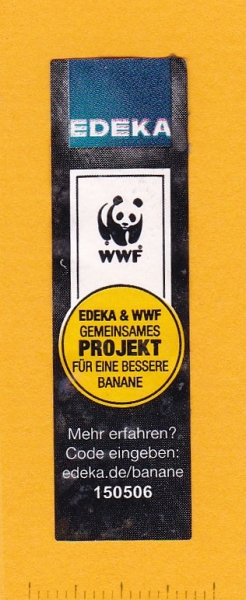 EDEKA
WWF
EDEKA & WWF
GEMEINSAMES
PROJEKT
FÜR EINE BESSERE
BANANE
Mehr erfahren?
Code eingeben:
edeka.de/banane
150506